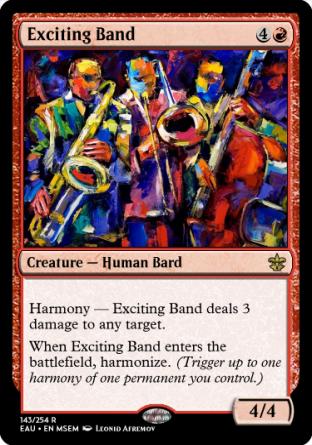 Exciting Band 4
Creature — Human Bard
Harmony — Exciting Band deals 3
damage to any target.
When Exciting Band enters the
battlefield, harmonize. (Trigger up to one
harmony of one permanent you control.)
143/254 R
EAU • EN MSEM Leonid Afremov
4/4